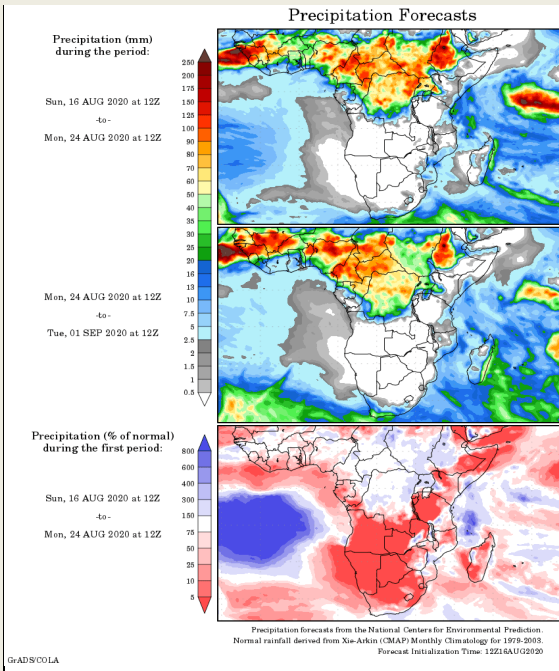 Precipitation Forecasts
Precipitation (mm)
during the period:
Sun, 16 AUG 2020 at 12Z
-to-
Mon, 24 AUG 2020 at 12Z
250
200
175
150
125
100
90
80
70
60
50
40
35
30
25
20
16
13
10
7.5
5
2.5
2
1.5
1
0.5
Mon, 24 AUG 2020 at 12Z
-to-
Tue, 01 SEP 2020 at 12Z
Precipitation (% of normal)
during the first period:
Sun, 16 AUG 2020 at 12Z
-to-
Mon, 24 AUG 2020 at 12Z
800
600
400
300
150
75
50
25
10
5
Precipitation forecasts from the National Centers for Environmental Prediction.
Normal rainfall derived from Xie-Arkin (CMAP) Monthly Climatology for 1979-2003.
Forecast Initialization Time: 12Z16AUG2020
GrADS/COLA